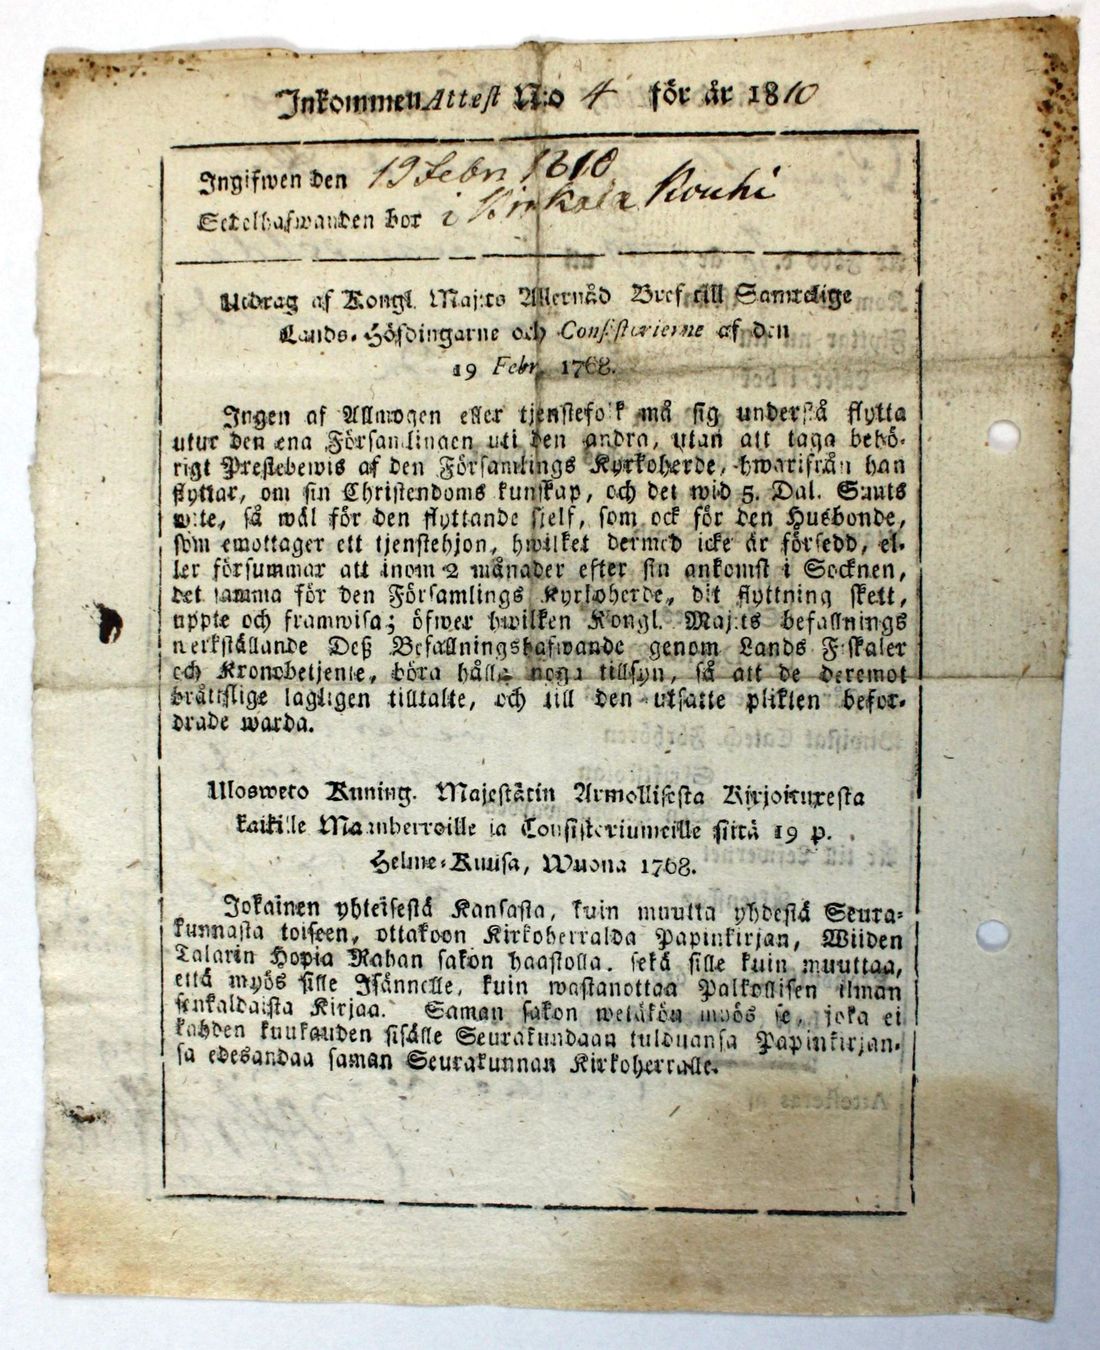 Inkommen Attest N:o 4 för år 1810
Ingifwen den 19 Febr 1810
Sedelhafwanden bor i Kouhi
Utdrag af Kongl. Maj:ts Allernåd Bref till Samtelige
Lands-Höfdingarne och Consistorierne af den
19 Febr. 1768.
Ingen af Allmogen eller tjenstefolk må sig understå flytta
utur den ena Församlingen uti den andra, utan att taga behö-
rigt Prestebewis af den Församlings Kyrkoherde, hwarifrån han
flyttar, om sin Christendoms kunskap, och det wid 5. Dal. S:mts
wite, så wäl för den flyttande sielf, som ock för den Husbonde,
som emottager ett tjenstehjon, hwilket dermed icke är försedd, el-
ler försummar att inom 2 månader efter sin ankomst i Socknen,
det samma för den Församlings Kyrkoherde, dit flyttning skett,
uppte och framwisa; öfwer hwilken Kongl. Maj:ts befallnings
werkställande Deß Befallningshafwande genom Lands Fiskaler
och Kronobetjente, böra hålla noga tillsyn, så att de deremot
bråttslige lagligen tilltalte, och till den utsatte plikten befor-
drade warda.
Ulosweto Kuning. Majestätin Armollisesta Kirjoituxesta
kaikille Maanherroille ja Consistoriumeille siitä 19 p.
Helme-Kuusa, Wuona 1768.
Jokainen yhteisestä Kansasta, kuin muutta yhdestä Seura-
kunnasta toiseen, ottakoon Kirkoherralda Papinkirjan, Wiiden
Talarin Hopia Rahan sakon haastolla. sekä sille kuin muuttaa,
että myös sille Isännelle, kuin wastanottaa Palkollisen ilman
senkaldaista Kirjaa. Saman sakon wetäkön myös se, joka ei
kahden kuukauden sisälle Seurakundaan tulduansa Papinkirjan-
sa edesandaa saman Seurakunnan Kirkoherralle.